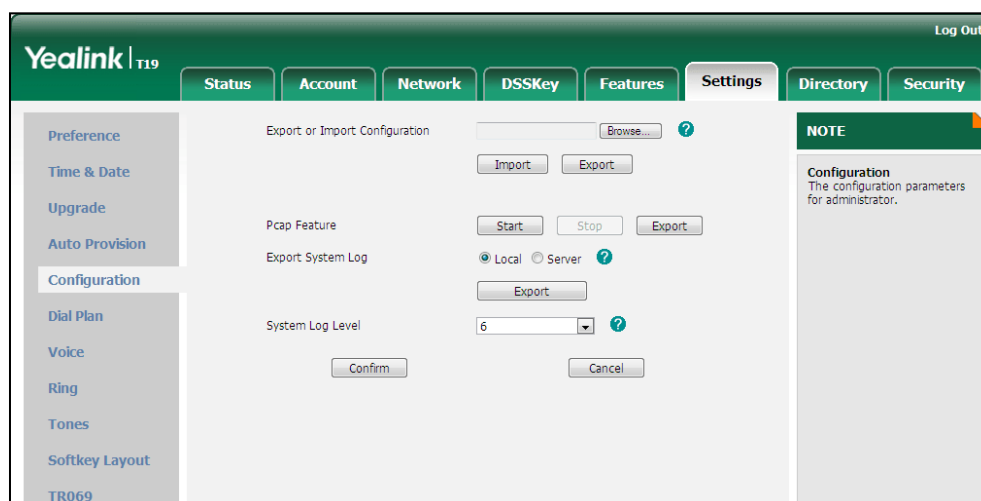 Log Out
Yealink | T19
Status Account Network DSSKey Features Settings Directory Security
Preference
Time & Date
Upgrade
Auto Provision
Configuration
Dial Plan
Voice
Ring
Tones
Softkey Layout
TR069
Export or Import Configuration Browse... ?
Import Export
Pcap Feature Start Stop Export
Export System Log Local Server ?
Export
System Log Level 6 ?
Confirm Cancel
NOTE
Configuration
The configuration parameters
for administrator.